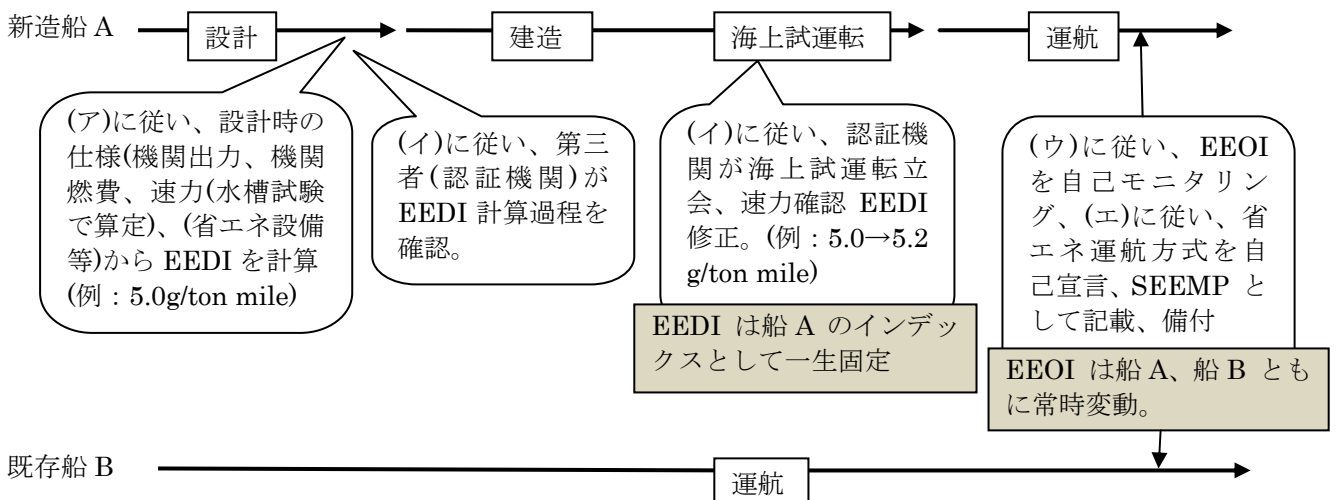 新造船 A
設計
建造
海上試運転
運航
(ア)に従い、設計時の
仕様(機関出力、機関
燃費、速力(水槽試験
で算定)、(省エネ設備
等)から EEDI を計算
(例：5.0g/ton mile)
(イ)に従い、第三
者(認証機関)が
EEDI 計算過程を
確認。
(イ)に従い、認証機
関が海上試運転立
会、速力確認 EEDI
修正。(例：5.0→5.2
g/ton mile)
EEDI は船 A のインデッ
クスとして一生固定
(ウ)に従い、EEOI
を自己モニタリン
グ、(エ)に従い、省
エネ運航方式を自
己宣言、SEEMP と
して記載、備付
EEOI は船 A、船 B とも
に常時変動。
既存船 B
運航